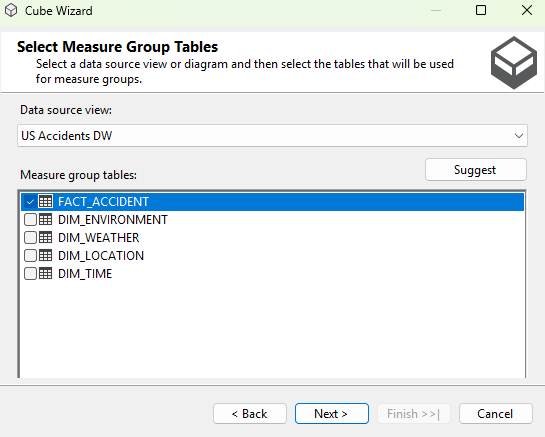 Cube Wizard
Select Measure Group Tables
Select a data source view or diagram and then select the tables that will be used
for measure groups.
Data source view:
US Accidents DW
Suggest
Measure group tables:
FACT_ACCIDENT
DIM_ENVIRONMENT
DIM_WEATHER
DIM_LOCATION
DIM_TIME
< Back
Next >
Finish >>|
Cancel